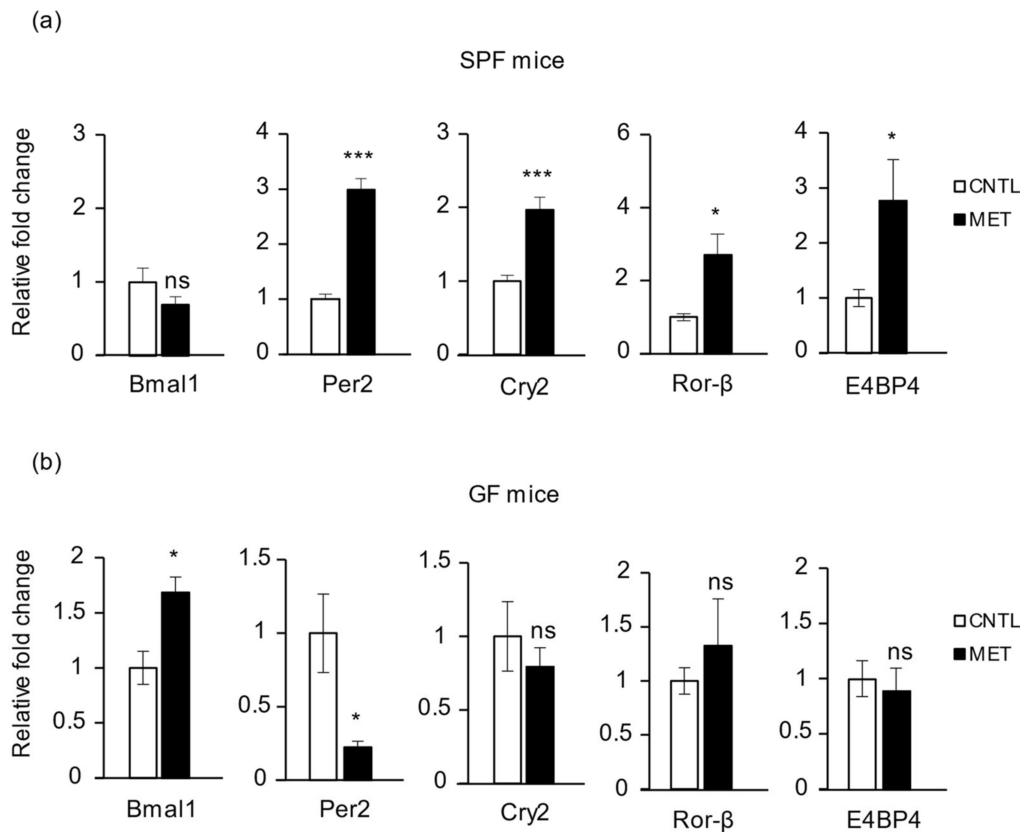 (a)
SPF mice
Relative fold change
3
2
1
0
ns
Bmal1
4
3
2
1
0
***
Per2
3
2
1
0
***
Cry2
6
4
2
0
*
Ror-β
4
3
2
1
0
*
E4BP4
CNTL
MET
(b)
GF mice
Relative fold change
2
1.5
1
0.5
0
*
Bmal1
1.5
1
0.5
0
*
Per2
1.5
1
0.5
0
ns
Cry2
2
1.5
1
0.5
0
ns
Ror-β
2
1.5
1
0.5
0
ns
E4BP4
CNTL
MET